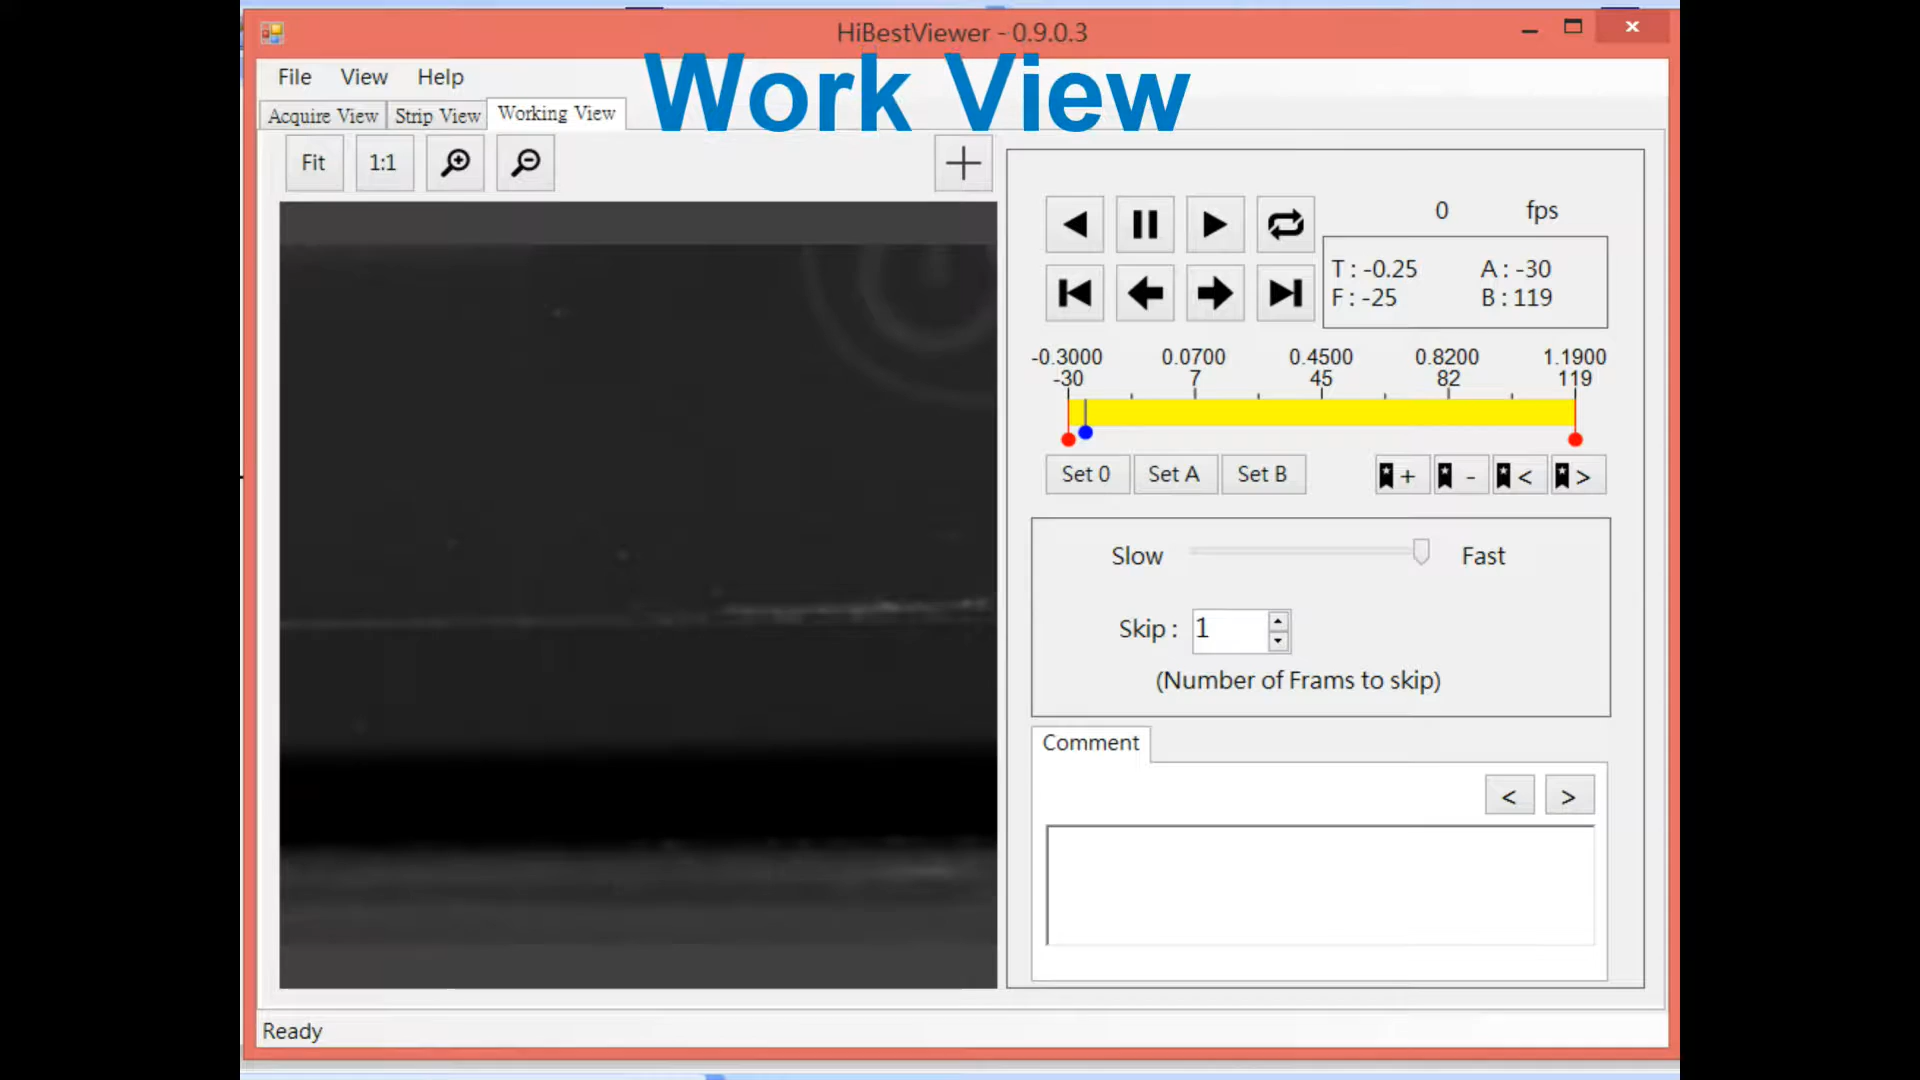 HiBestViewer - 0.9.0.3
Work View
File View Help
Acquire View Strip View Working View
Fit 1:1
0 fps
T : -0.25 A : -30
F : -25 B : 119
-0.3000 0.0700 0.4500 0.8200 1.1900
-30 7 45 82 119
Set 0 Set A Set B + - < >
Slow Fast
Skip : 1
(Number of Frams to skip)
Comment
< >
Ready